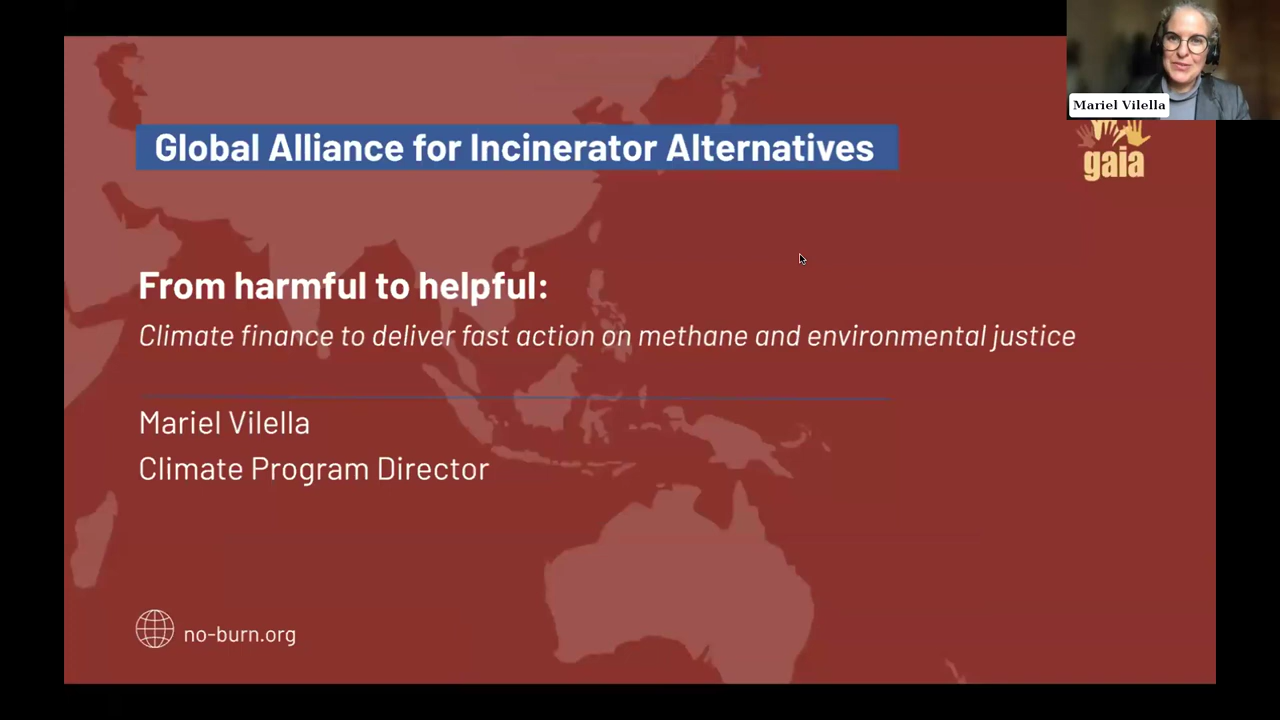 Mariel Vilella
Global Alliance for Incinerator Alternatives
gaia
From harmful to helpful:
Climate finance to deliver fast action on methane and environmental justice
Mariel Vilella
Climate Program Director
no-burn.org